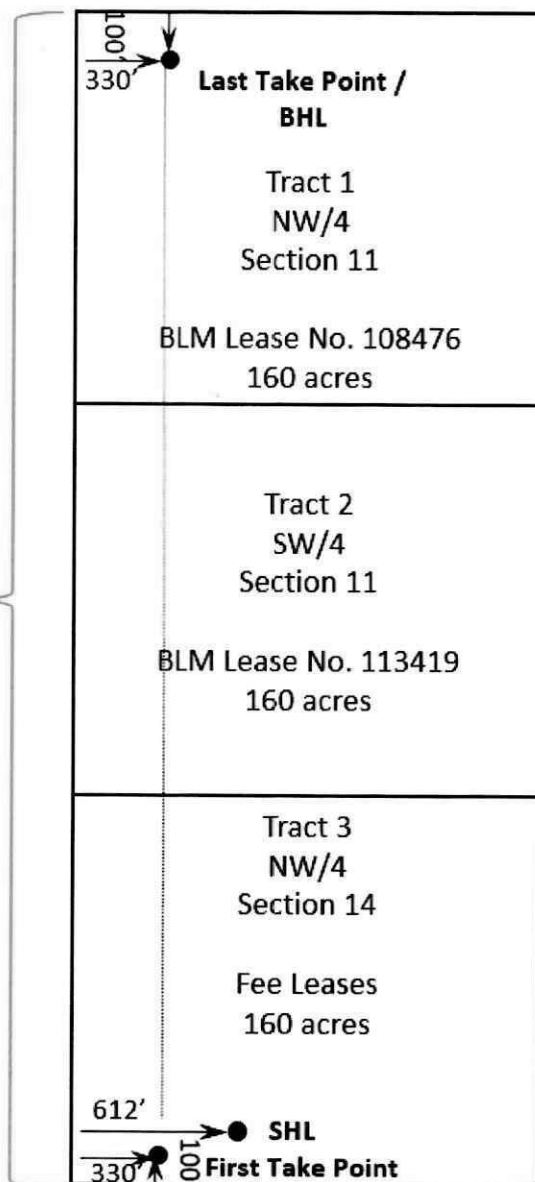 100'
330'
Last Take Point /
BHL
Tract 1
NW/4
Section 11
BLM Lease No. 108476
160 acres
Tract 2
SW/4
Section 11
BLM Lease No. 113419
160 acres
Tract 3
NW/4
Section 14
Fee Leases
160 acres
612'
SHL
100
330'
First Take Point